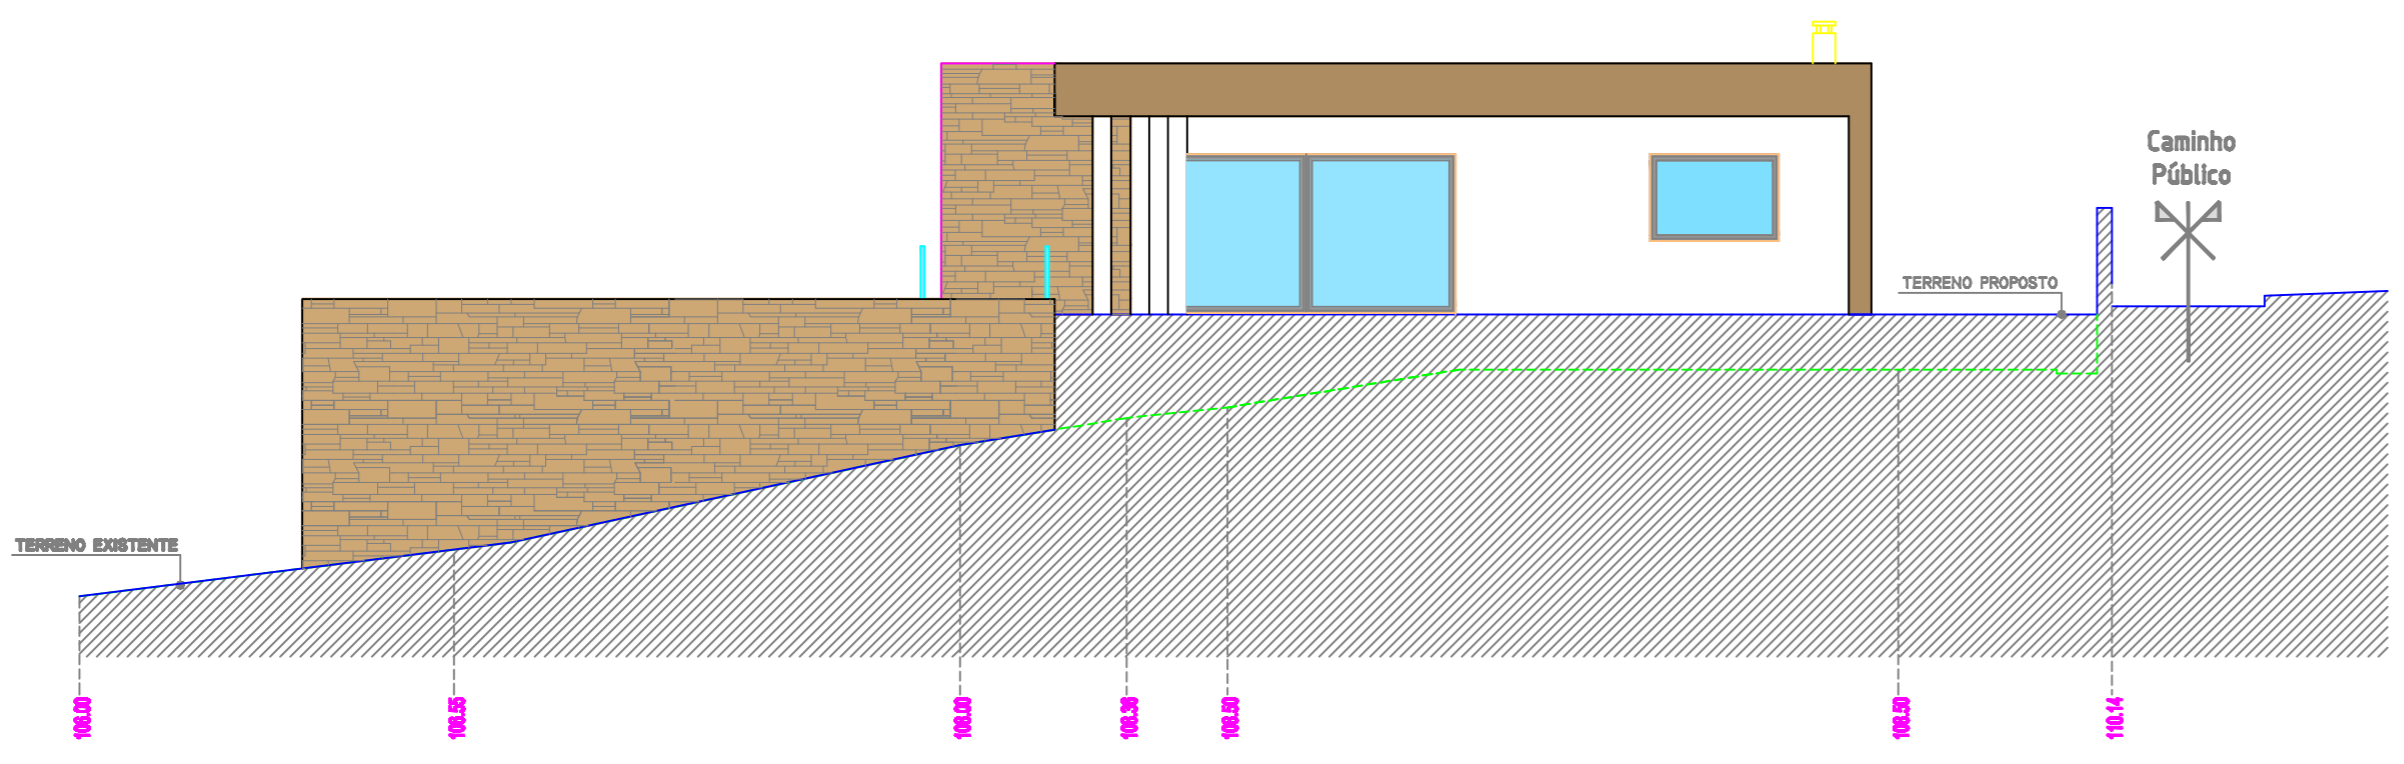 Caminho
Público
TERRENO PROPOSTO
TERRENO EXISTENTE
106.00
106.55
108.00
108.36
108.50
108.50
110.14